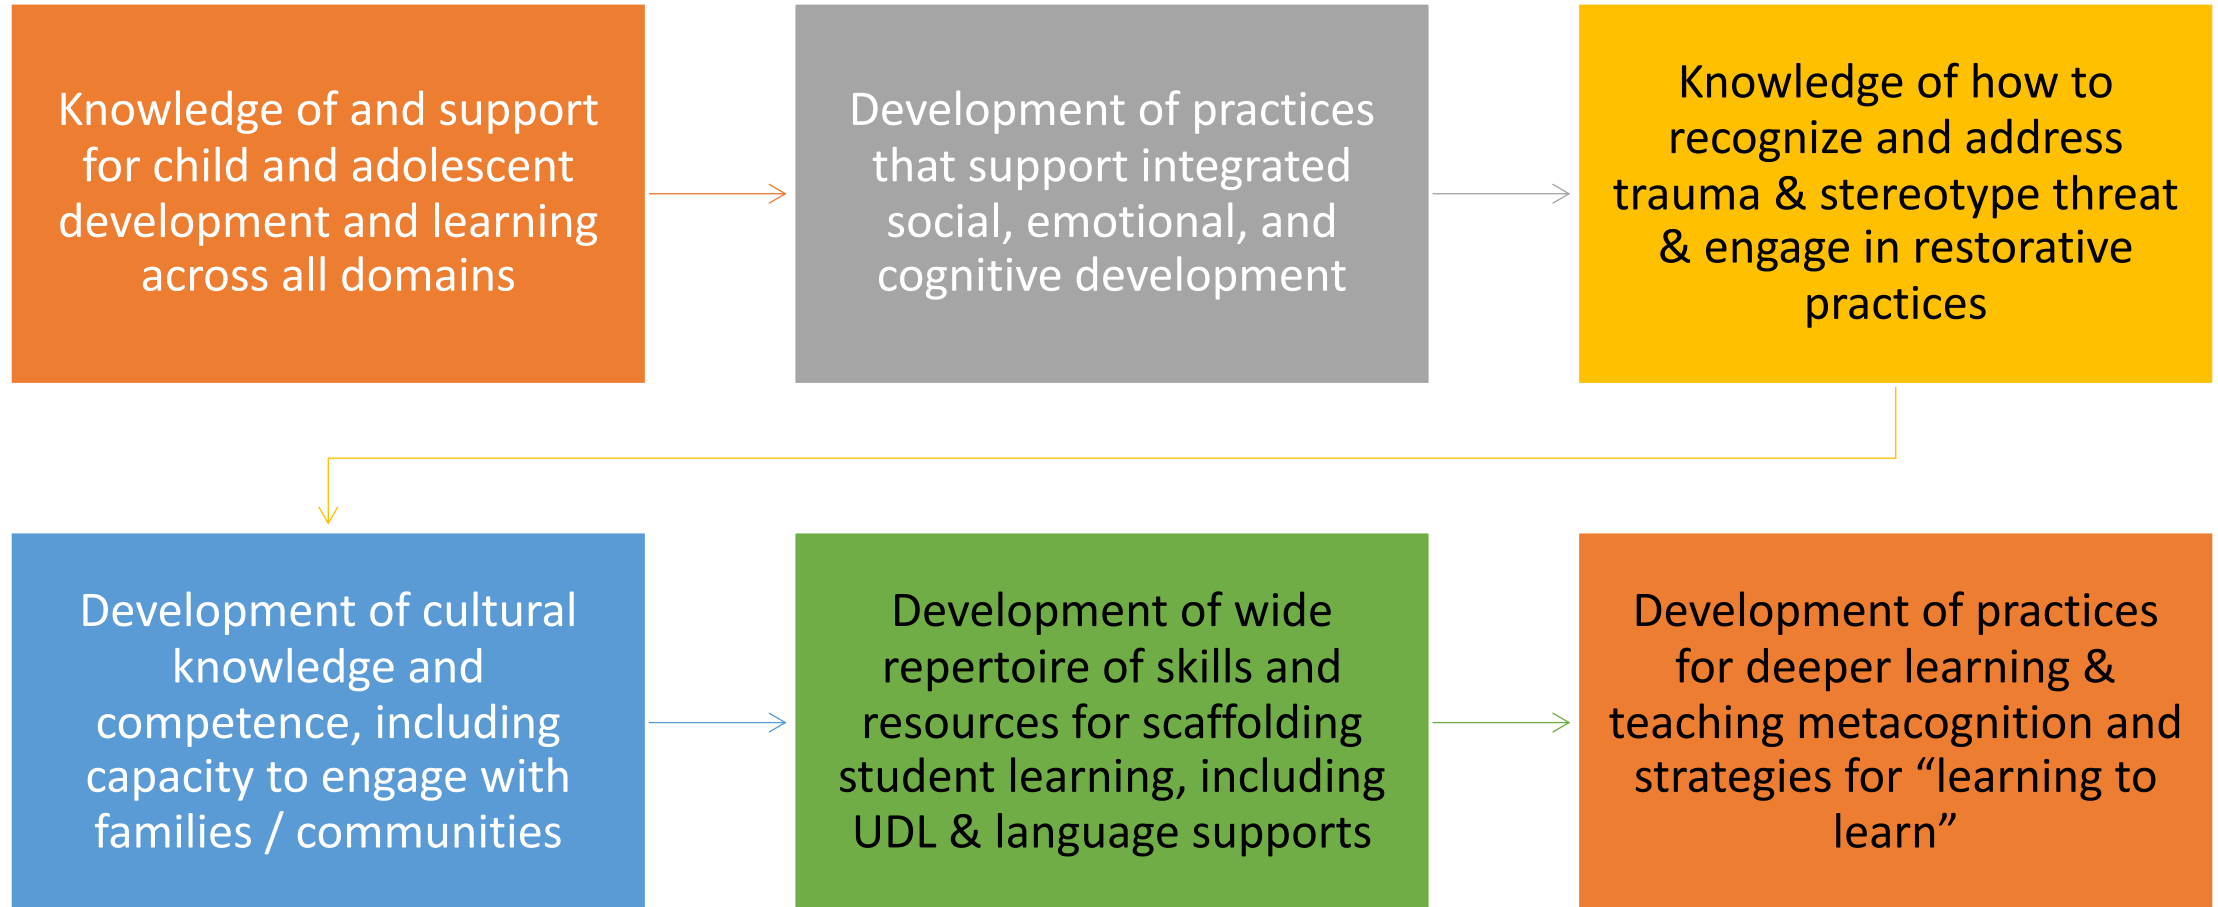 Knowledge of and support
for child and adolescent
development and learning
across all domains
Development of practices
that support integrated
social, emotional, and
cognitive development
Knowledge of how to
recognize and address
trauma & stereotype threat
& engage in restorative
practices
Development of cultural
knowledge and
competence, including
capacity to engage with
families / communities
Development of wide
repertoire of skills and
resources for scaffolding
student learning, including
UDL & language supports
Development of practices
for deeper learning &
teaching metacognition and
strategies for “learning to
learn”